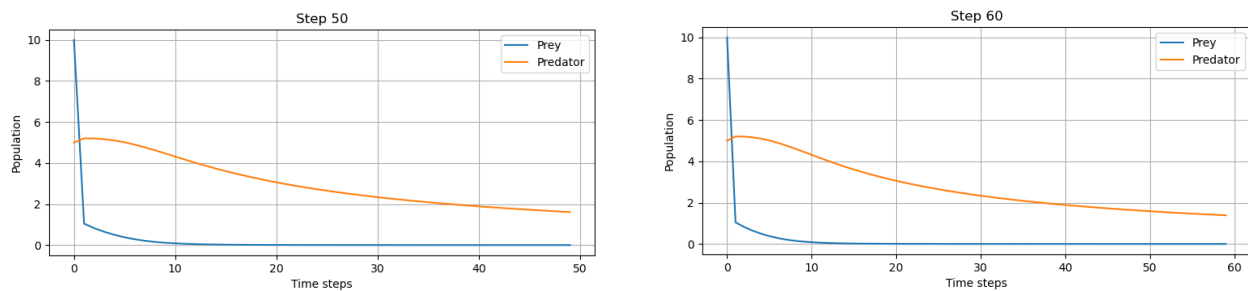 Step 50
Population
10
8
6
4
2
0
Prey
Predator
0 10 20 30 40 50
Time steps
Step 60
Population
10
8
6
4
2
0
Prey
Predator
0 10 20 30 40 50 60
Time steps